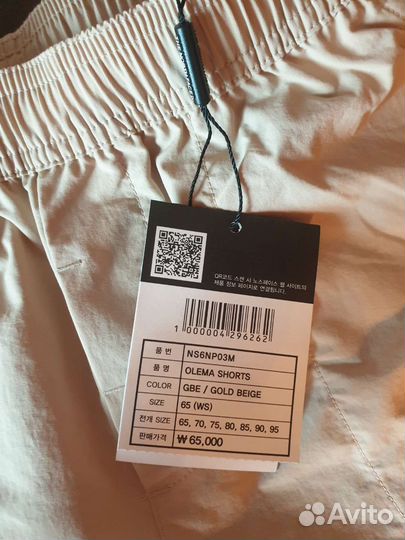 QR코드 스캔 시 노스페이스 웹 사이트의
제품 정보 페이지로 연결됩니다.
1 000004 296262
품 번 NS6NP03M
품 명 OLEMA SHORTS
COLOR GBE / GOLD BEIGE
SIZE 65 (WS)
전개 SIZE 65, 70, 75, 80, 85, 90, 95
판매가격 ₩ 65,000
Avito